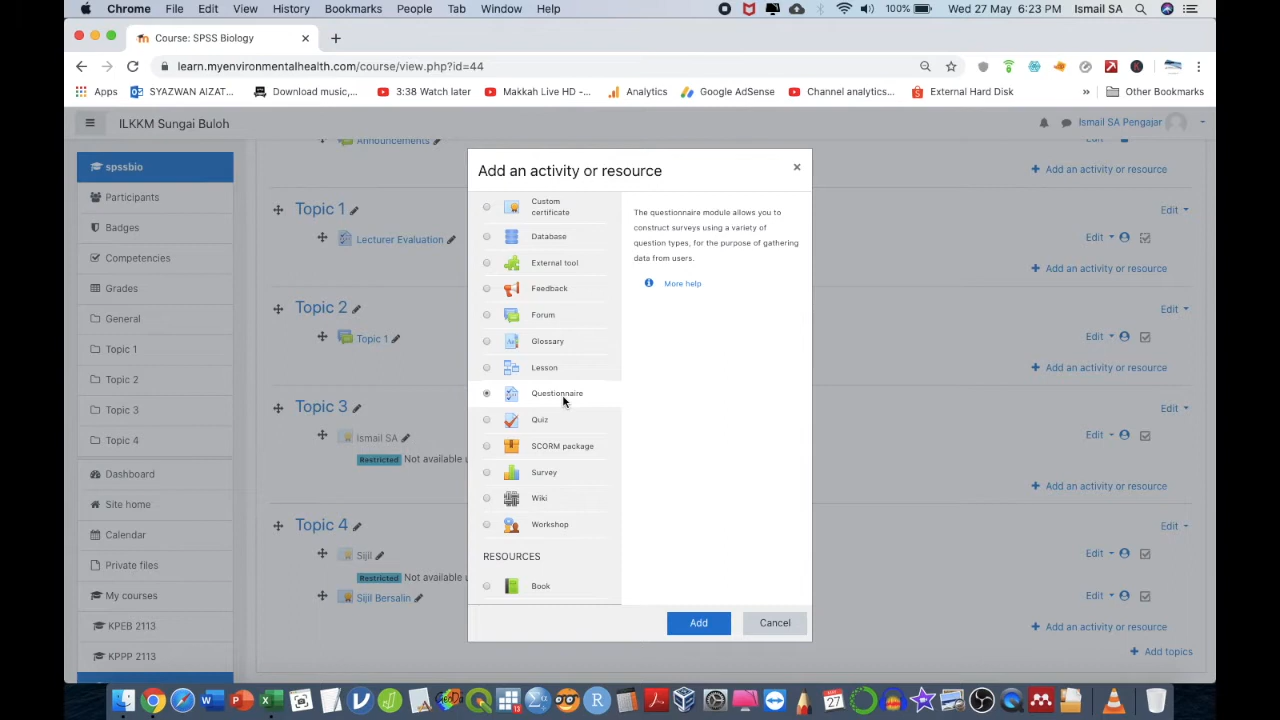 Chrome File Edit View History Bookmarks People Tab Window Help 100% Wed 27 May 6:23 PM Ismail SA
Course: SPSS Biology
learn.myenvironmentalhealth.com/course/view.php?id=44
Apps SYAZWAN AIZAT... Download music,... 3:38 Watch later Makkah Live HD -... Analytics Google AdSense Channel analytics... External Hard Disk » Other Bookmarks
ILKKM Sungai Buloh Ismail SA Pengajar
spssbio
Participants
Badges
Competencies
Grades
General
Topic 1
Topic 2
Topic 3
Topic 4
Dashboard
Site home
Calendar
Private files
My courses
KPEB 2113
KPPP 2113
Announcements Edit
Add an activity or resource
Topic 1 Edit
Lecturer Evaluation Edit
Add an activity or resource
Topic 2 Edit
Topic 1 Edit
Add an activity or resource
Topic 3 Edit
Ismail SA Edit
Restricted Not available u
Add an activity or resource
Topic 4 Edit
Sijil Edit
Restricted Not available u
Sijil Bersalin Edit
Add an activity or resource
Add topics
Add an activity or resource
Custom
certificate
Database
External tool
Feedback
Forum
Glossary
Lesson
Questionnaire
Quiz
SCORM package
Survey
Wiki
Workshop
RESOURCES
Book
The questionnaire module allows you to
construct surveys using a variety of
question types, for the purpose of gathering
data from users.
More help
Add Cancel